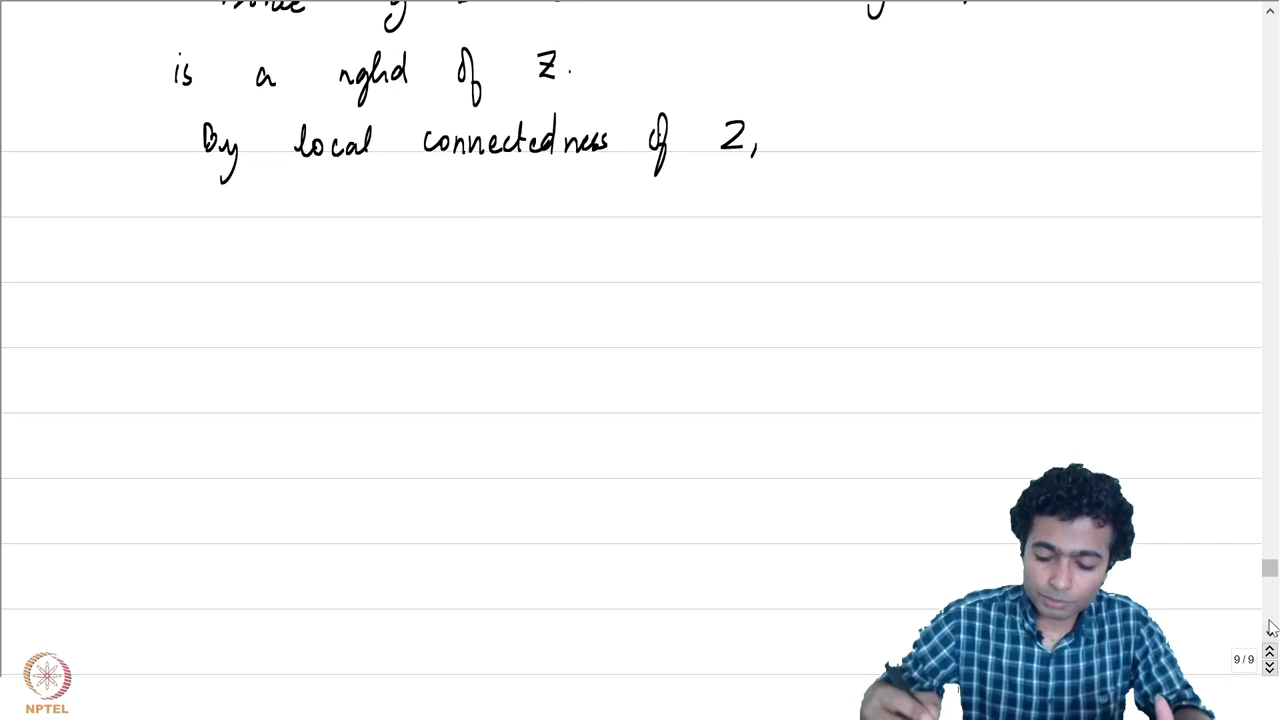 is a nghd of Z.
By local connectedness of Z,
9 / 9
NPTEL